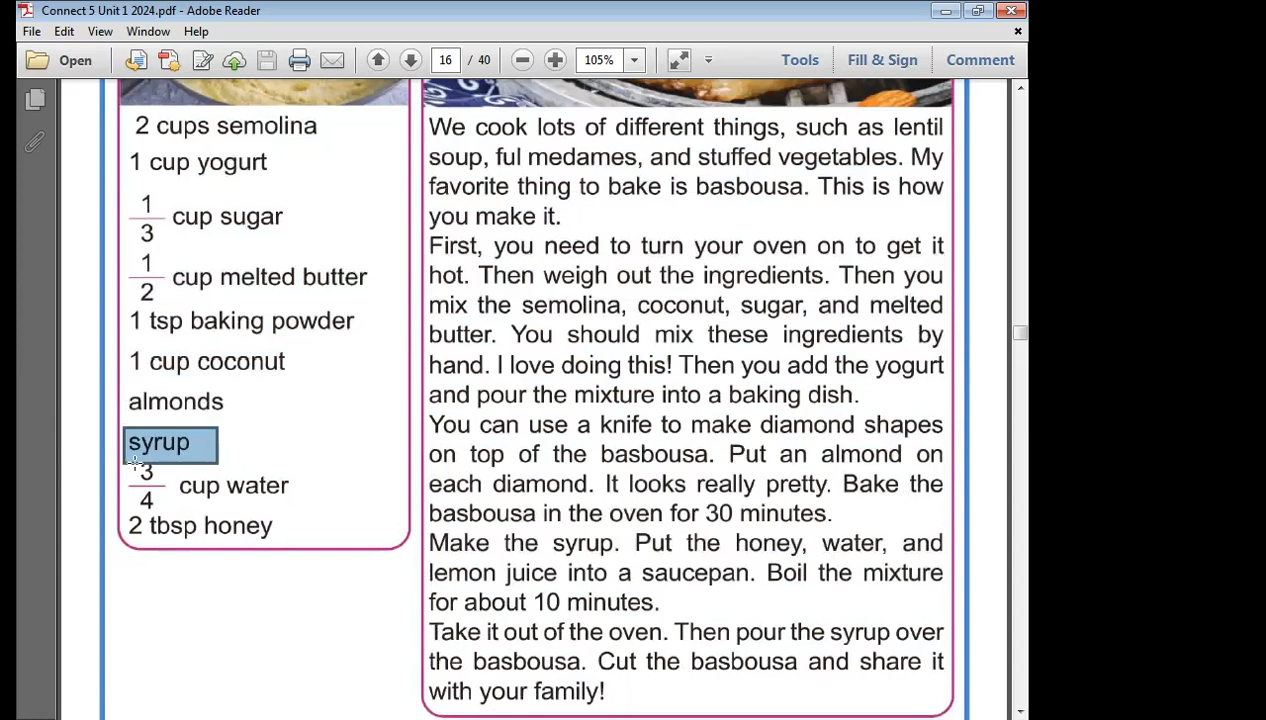 Connect 5 Unit 1 2024.pdf - Adobe Reader
File Edit View Window Help
Open 16 / 40 105% Tools Fill & Sign Comment
2 cups semolina
1 cup yogurt
1/3 cup sugar
1/2 cup melted butter
1 tsp baking powder
1 cup coconut
almonds
syrup
3/4 cup water
2 tbsp honey
We cook lots of different things, such as lentil
soup, ful medames, and stuffed vegetables. My
favorite thing to bake is basbousa. This is how
you make it.
First, you need to turn your oven on to get it
hot. Then weigh out the ingredients. Then you
mix the semolina, coconut, sugar, and melted
butter. You should mix these ingredients by
hand. I love doing this! Then you add the yogurt
and pour the mixture into a baking dish.
You can use a knife to make diamond shapes
on top of the basbousa. Put an almond on
each diamond. It looks really pretty. Bake the
basbousa in the oven for 30 minutes.
Make the syrup. Put the honey, water, and
lemon juice into a saucepan. Boil the mixture
for about 10 minutes.
Take it out of the oven. Then pour the syrup over
the basbousa. Cut the basbousa and share it
with your family!